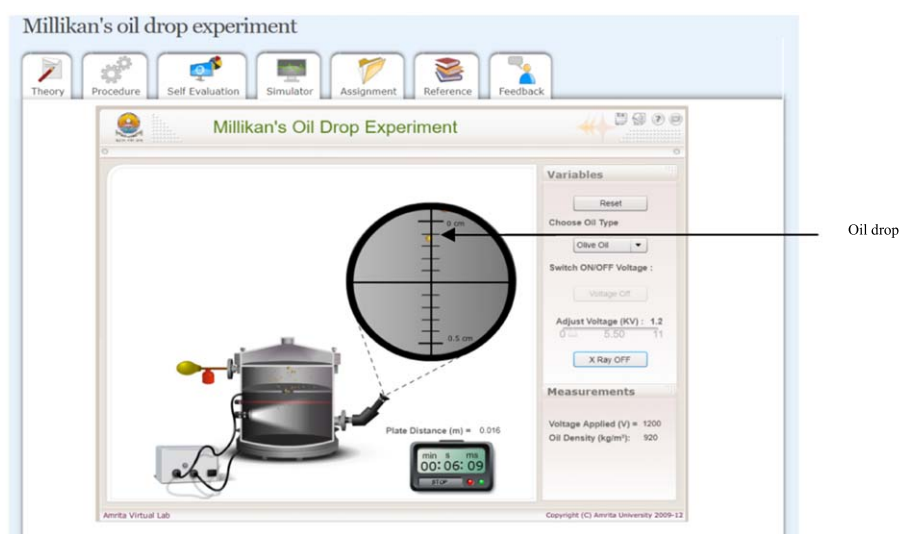 Millikan's oil drop experiment
Theory
Procedure
Self Evaluation
Simulator
Assignment
Reference
Feedback
Millikan's Oil Drop Experiment
Variables
Reset
Choose Oil Type
Olive Oil
Switch ON/OFF Voltage :
Voltage Off
Adjust Voltage (KV) : 1.2
0 5.50 11
X Ray OFF
Oil drop
0 cm
0.5 cm
Measurements
Voltage Applied (V) = 1200
Oil Density (kg/m³): 920
Plate Distance (m) = 0.016
min s ms
00:06:09
STOP
Amrita Virtual Lab
Copyright (C) Amrita University 2009-12